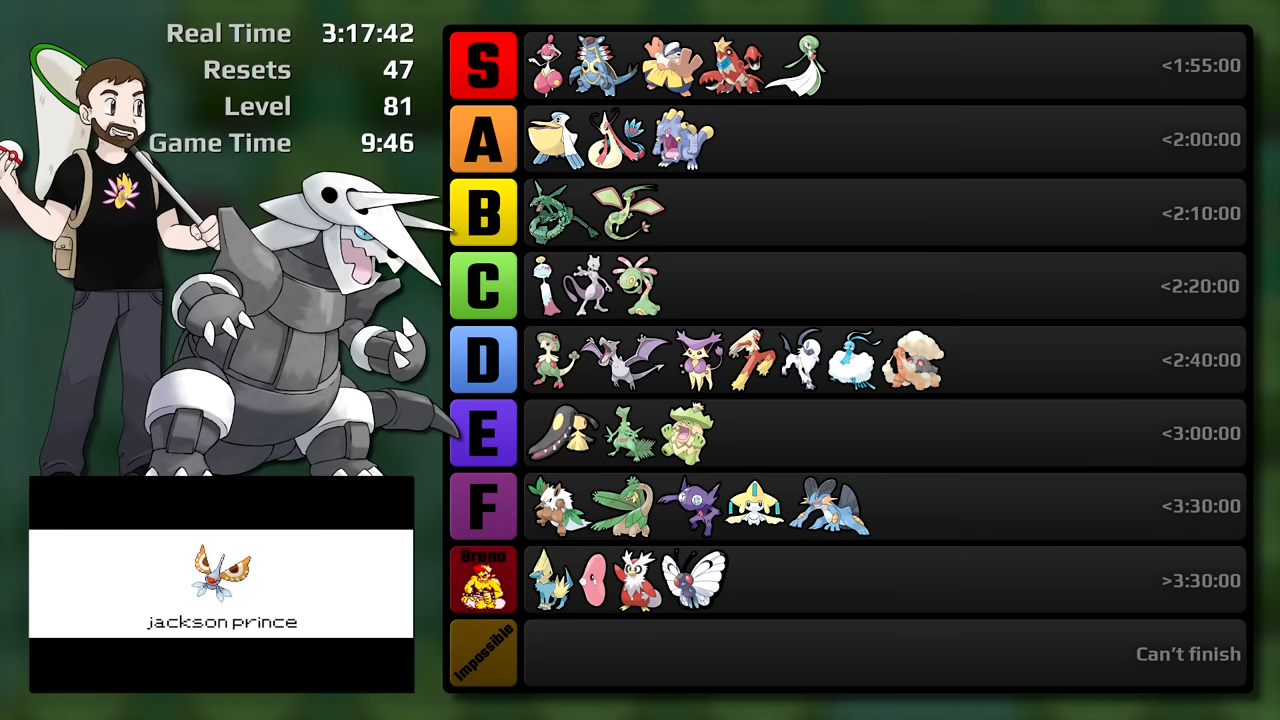 Real Time 3:17:42
Resets 47
Level 81
Game Time 9:46
jackson prince
S <1:55:00
A <2:00:00
B <2:10:00
C <2:20:00
D <2:40:00
E <3:00:00
F <3:30:00
Bruno >3:30:00
Impossible Can't finish